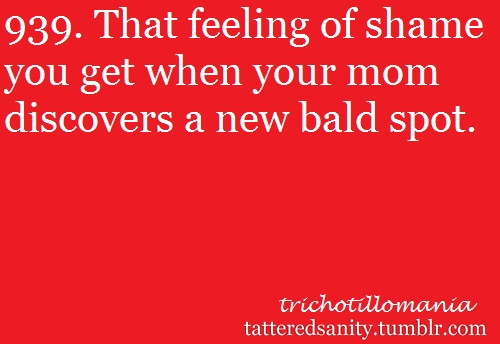 939. That feeling of shame
you get when your mom
discovers a new bald spot.
trichotillomania
tatteredsanity.tumblr.com